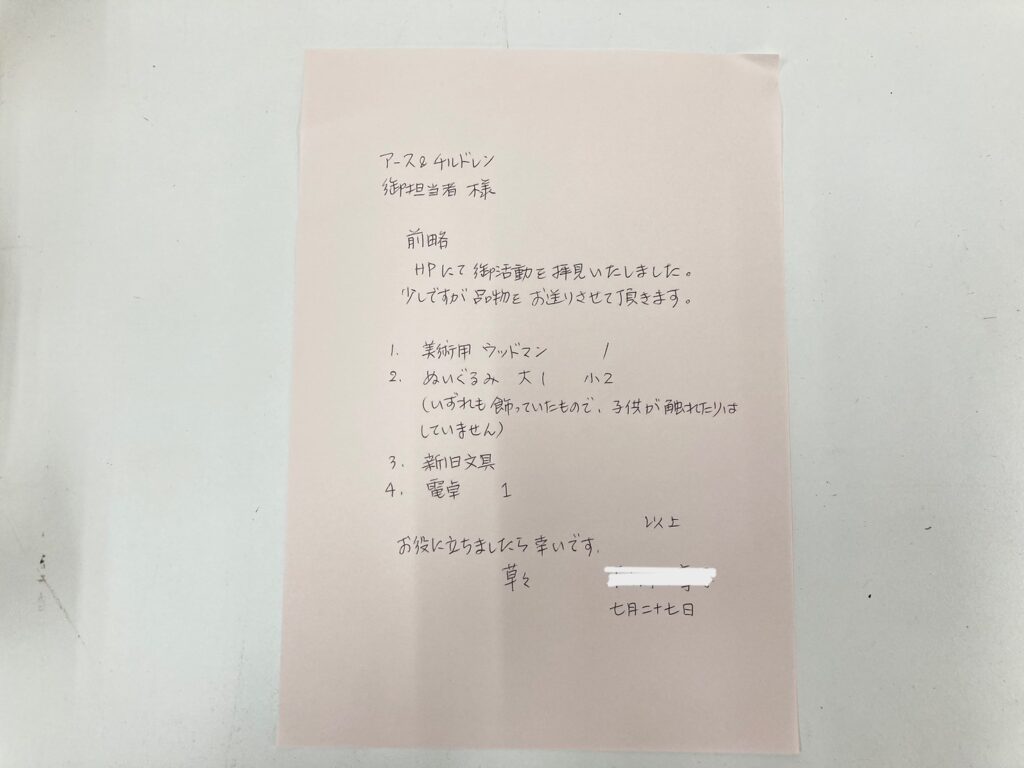 アース&チルドレン
御担当者 様
前略
HPにて御活動を拝見いたしました。
少しですが品物をお送りさせて頂きます。
1. 美術用 ウッドマン 1
2. ぬいぐるみ 大1 小2
(いずれも飾っていたもので、子供が触れたりは
していません)
3. 新旧文具
4. 電卓 1
以上
お役に立ちましたら幸いです.
草々
七月二十七日